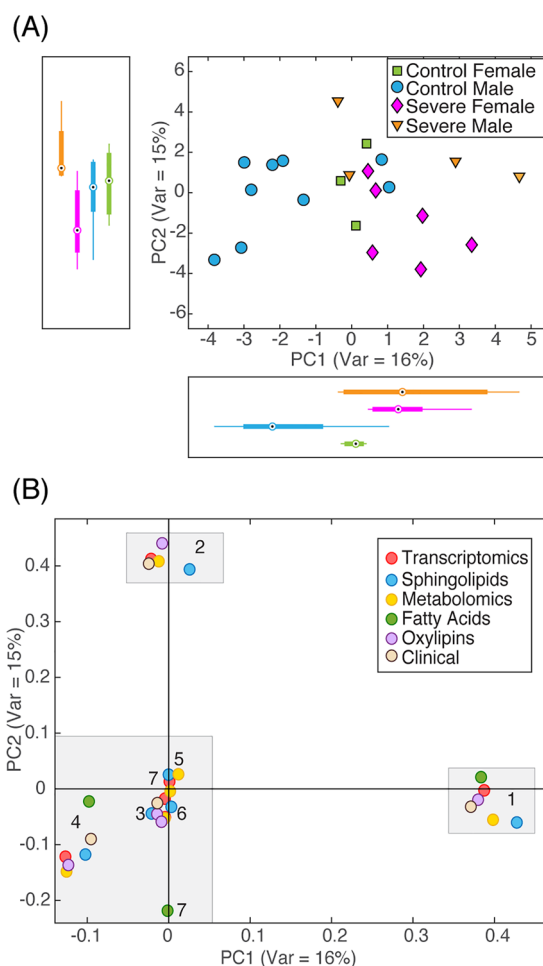 (A)
6
4
2
0
-2
-4
-6
PC2 (Var = 15%)
Control Female
Control Male
Severe Female
Severe Male
-4 -3 -2 -1 0 1 2 3 4 5
PC1 (Var = 16%)
(B)
0.4
0.3
0.2
0.1
0
-0.1
-0.2
PC2 (Var = 15%)
2
Transcriptomics
Sphingolipids
Metabolomics
Fatty Acids
Oxylipins
Clinical
5
7
1
3 6
4
7
-0.1 0 0.1 0.2 0.3 0.4
PC1 (Var = 16%)